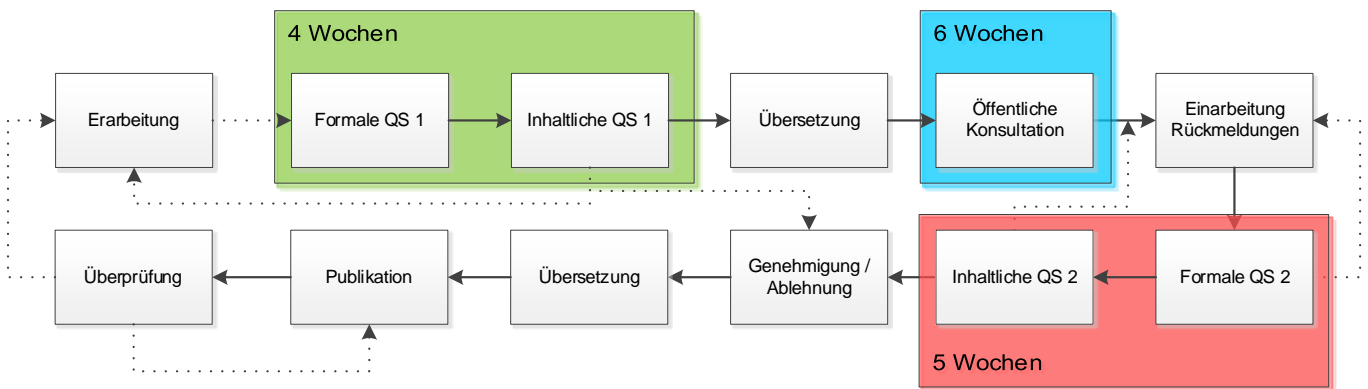 4 Wochen
6 Wochen
Erarbeitung
Formale QS 1
Inhaltliche QS 1
Übersetzung
Öffentliche
Konsultation
Einarbeitung
Rückmeldungen
Überprüfung
Publikation
Übersetzung
Genehmigung /
Ablehnung
Inhaltliche QS 2
Formale QS 2
5 Wochen